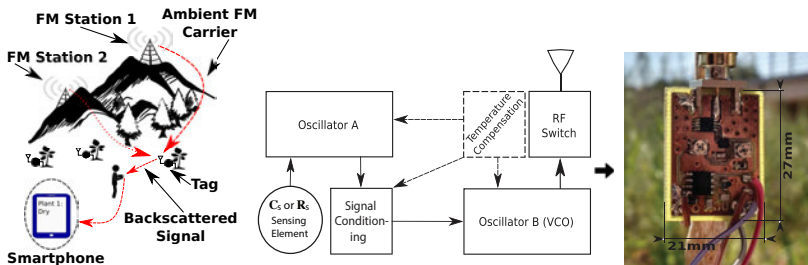 FM Station 1
Ambient FM
Carrier
FM Station 2
Tag
Backscattered
Signal
Plant 1:
Dry
Smartphone
Oscillator A
Temperature
Compensation
RF
Switch
Cs or Rs
Sensing
Element
Signal
Condition-
ing
Oscillator B (VCO)
27mm
21mm